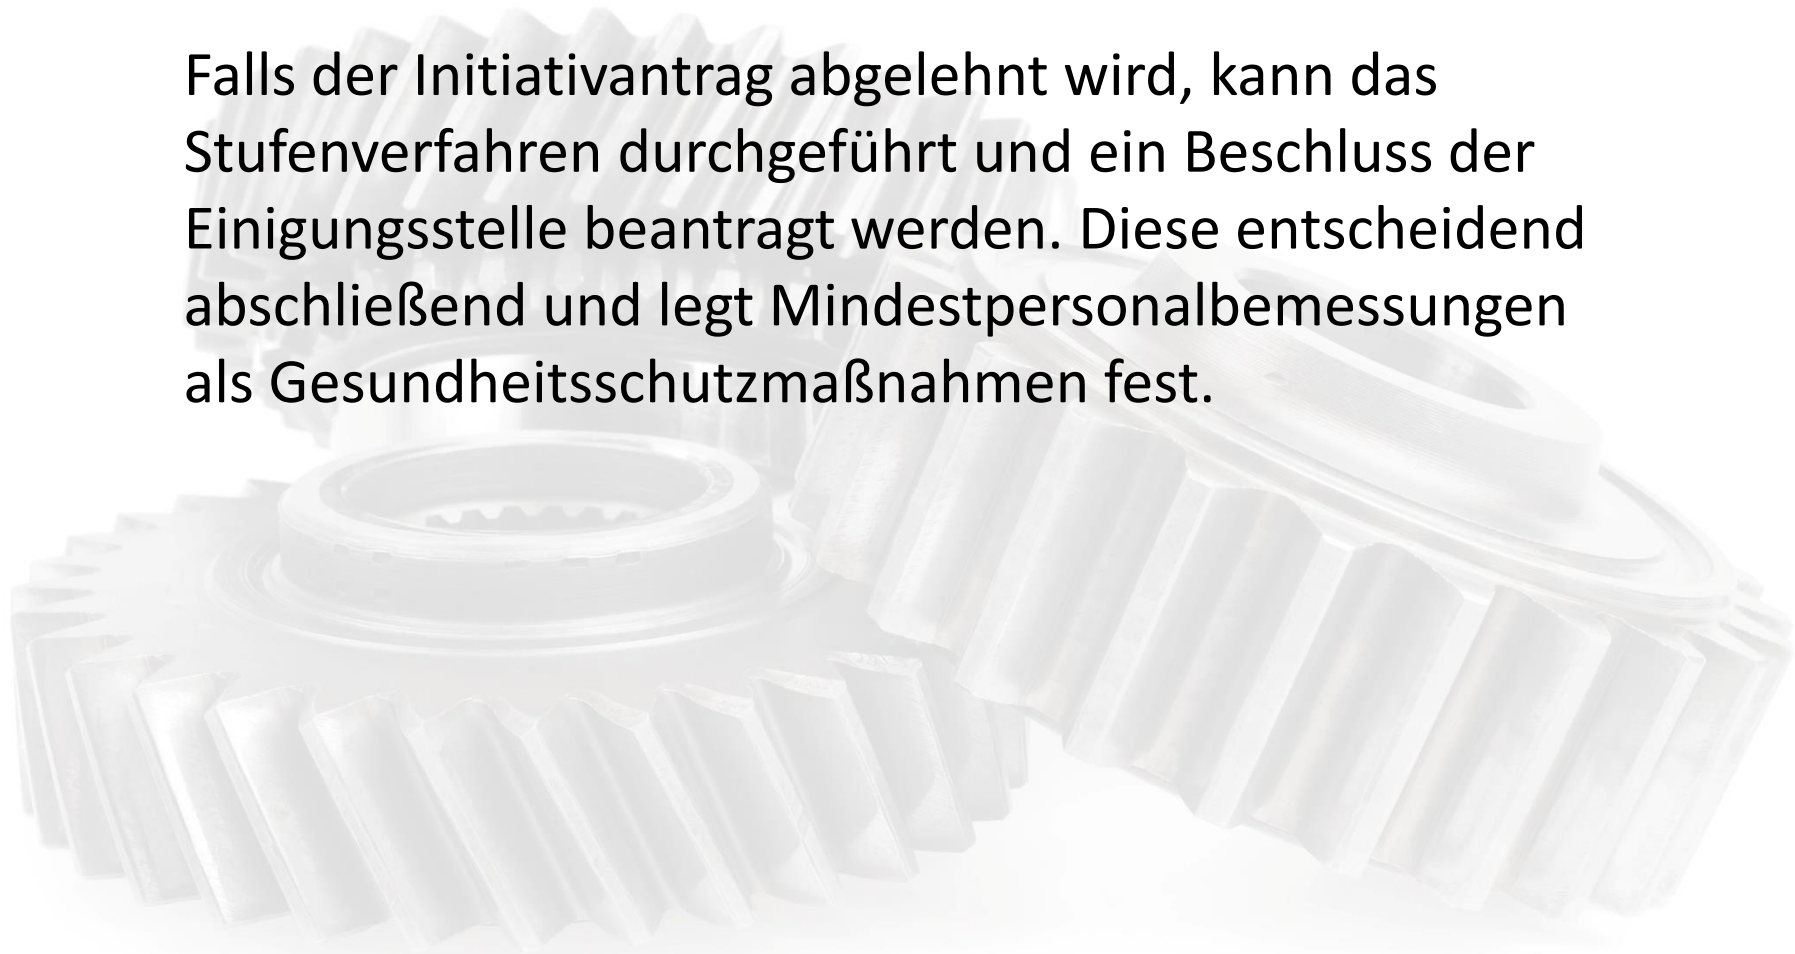 Falls der Initiativantrag abgelehnt wird, kann das
Stufenverfahren durchgeführt und ein Beschluss der
Einigungsstelle beantragt werden. Diese entscheidend
abschließend und legt Mindestpersonalbemessungen
als Gesundheitsschutzmaßnahmen fest.